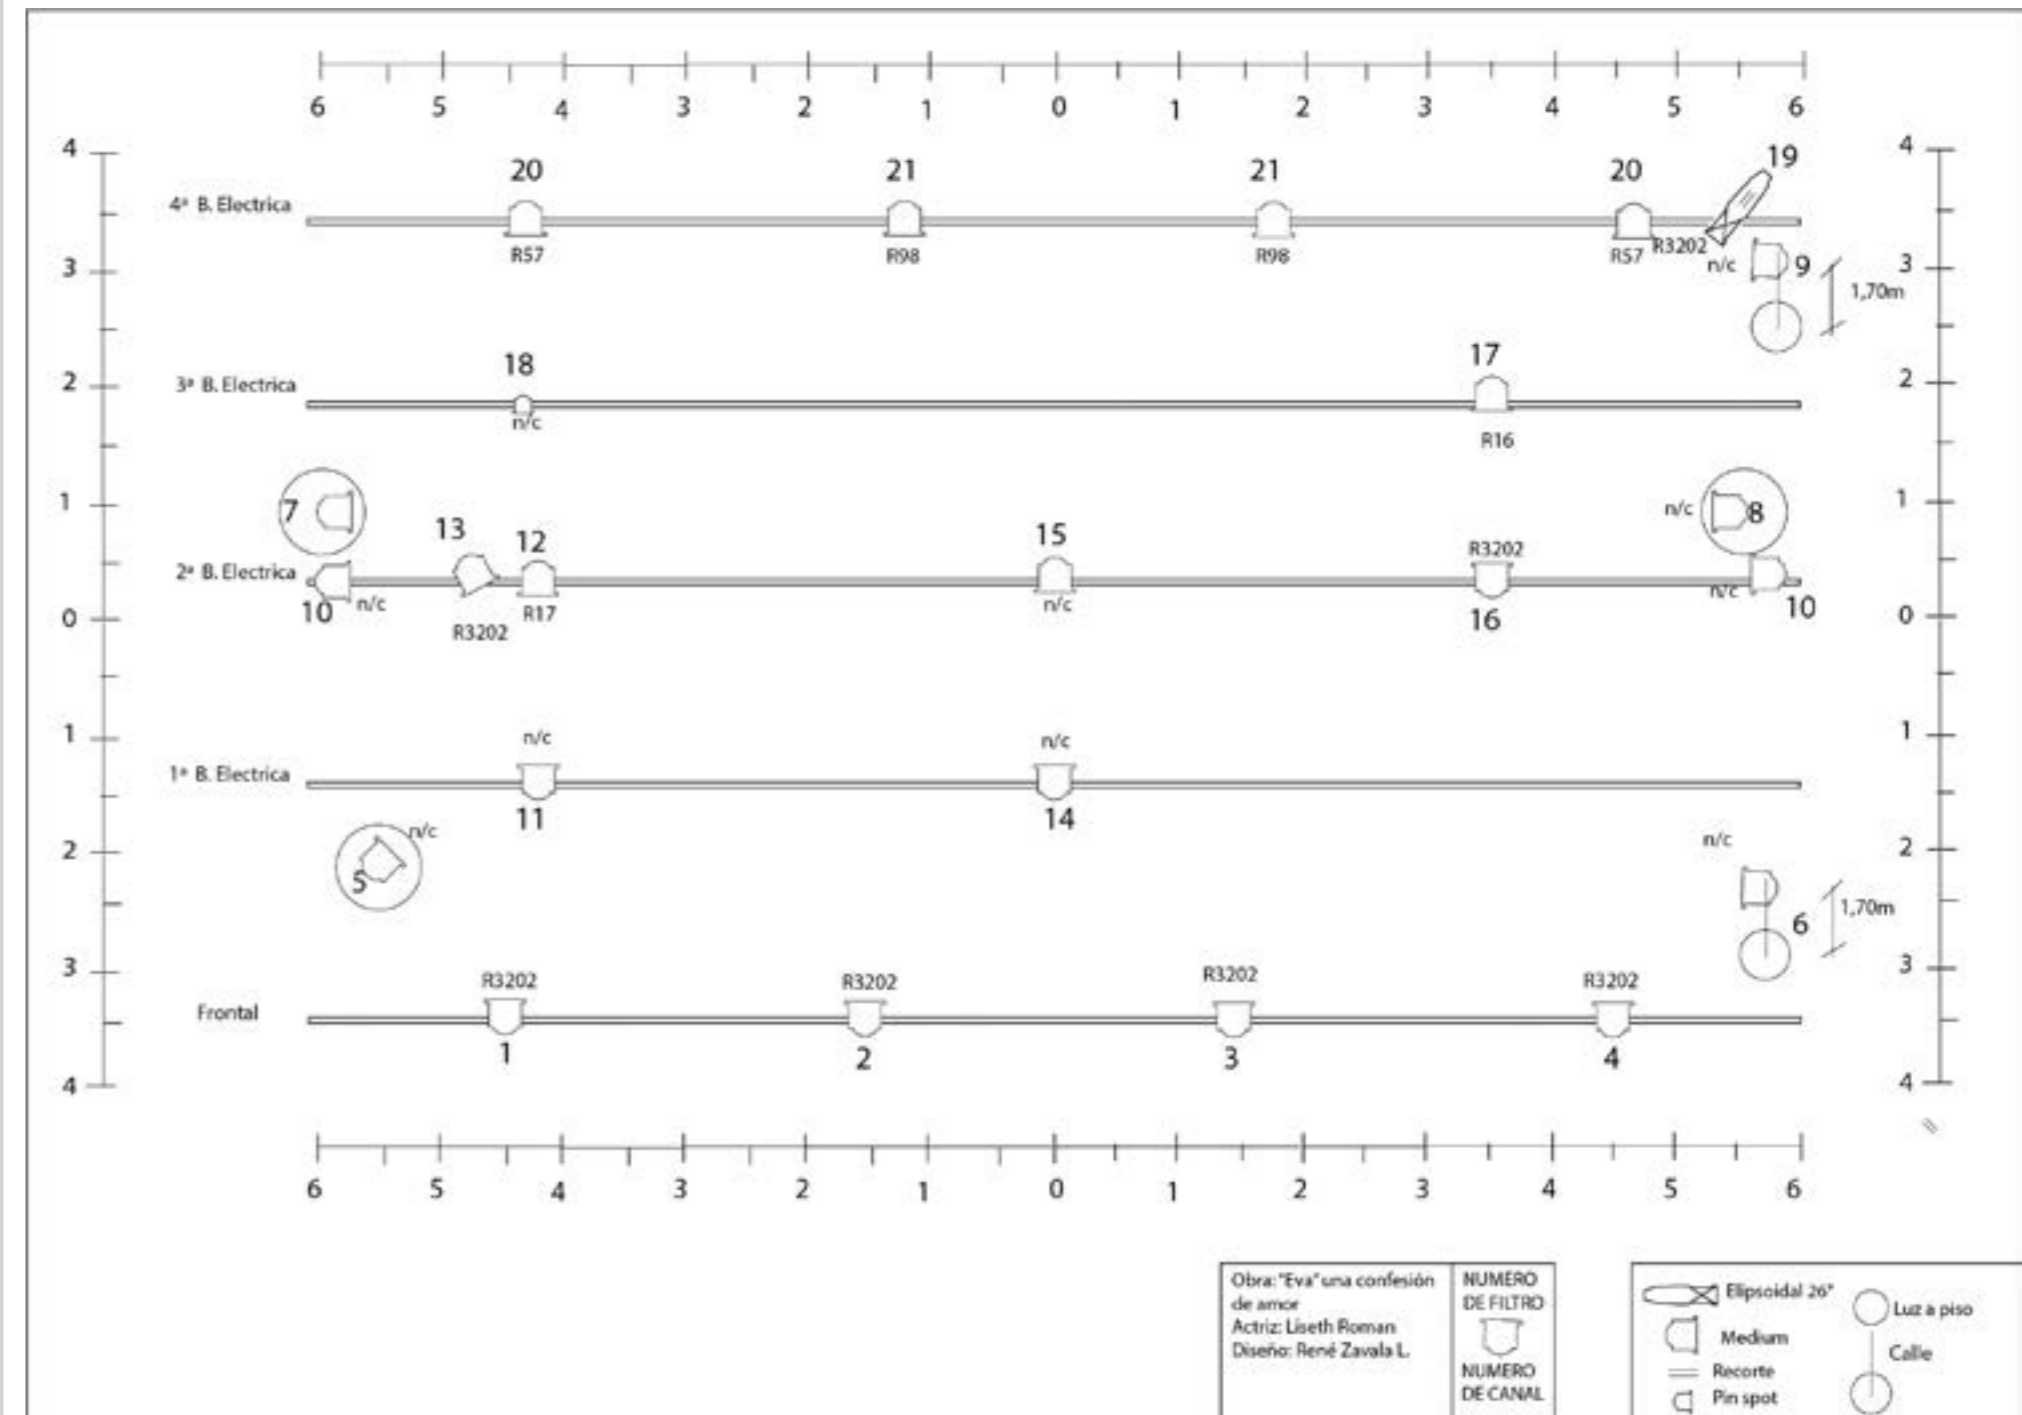 6 5 4 3 2 1 0 1 2 3 4 5 6
4 4
20 21 21 20 19
4ª B. Electrica
R57 R98 R98 R57 R3202
n/c 9
3 3
1,70m
18 17
2 3ª B. Electrica 2
n/c
R16
1 7 n/c 8 1
13 12 15 R3202
2ª B. Electrica
10 n/c R17 n/c 16 n/c 10
0 R3202 0
1 n/c n/c 1
1ª B. Electrica
11 14
n/c n/c
2 5 2
6 1,70m
3 R3202 R3202 R3202 R3202 3
Frontal
1 2 3 4
4 4
6 5 4 3 2 1 0 1 2 3 4 5 6
Obra: "Eva" una confesión
de amor
Actriz: Liseth Roman
Diseño: René Zavala L.
NUMERO
DE FILTRO
NUMERO
DE CANAL
Elipsoidal 26°
Medium
Recorte
Pin spot
Luz a piso
Calle